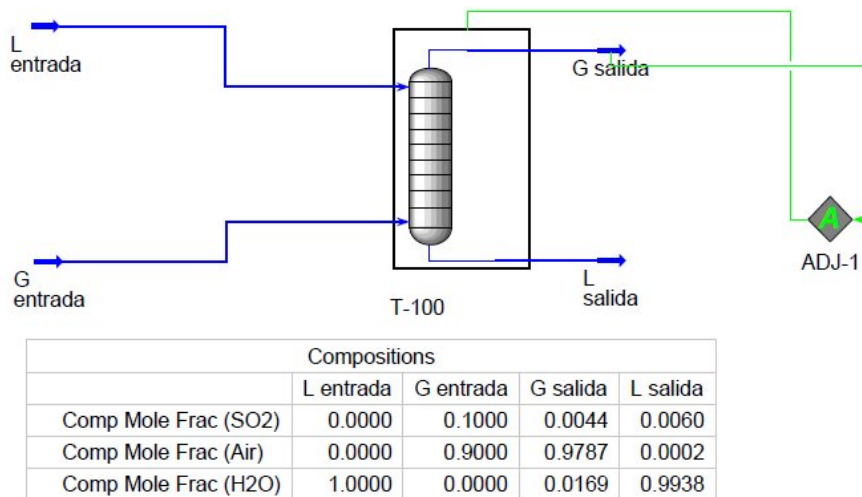 L
entrada
G salida
A
ADJ-1
G
entrada
L
salida
T-100
Compositions
L entrada G entrada G salida L salida
Comp Mole Frac (SO2) 0.0000 0.1000 0.0044 0.0060
Comp Mole Frac (Air) 0.0000 0.9000 0.9787 0.0002
Comp Mole Frac (H2O) 1.0000 0.0000 0.0169 0.9938